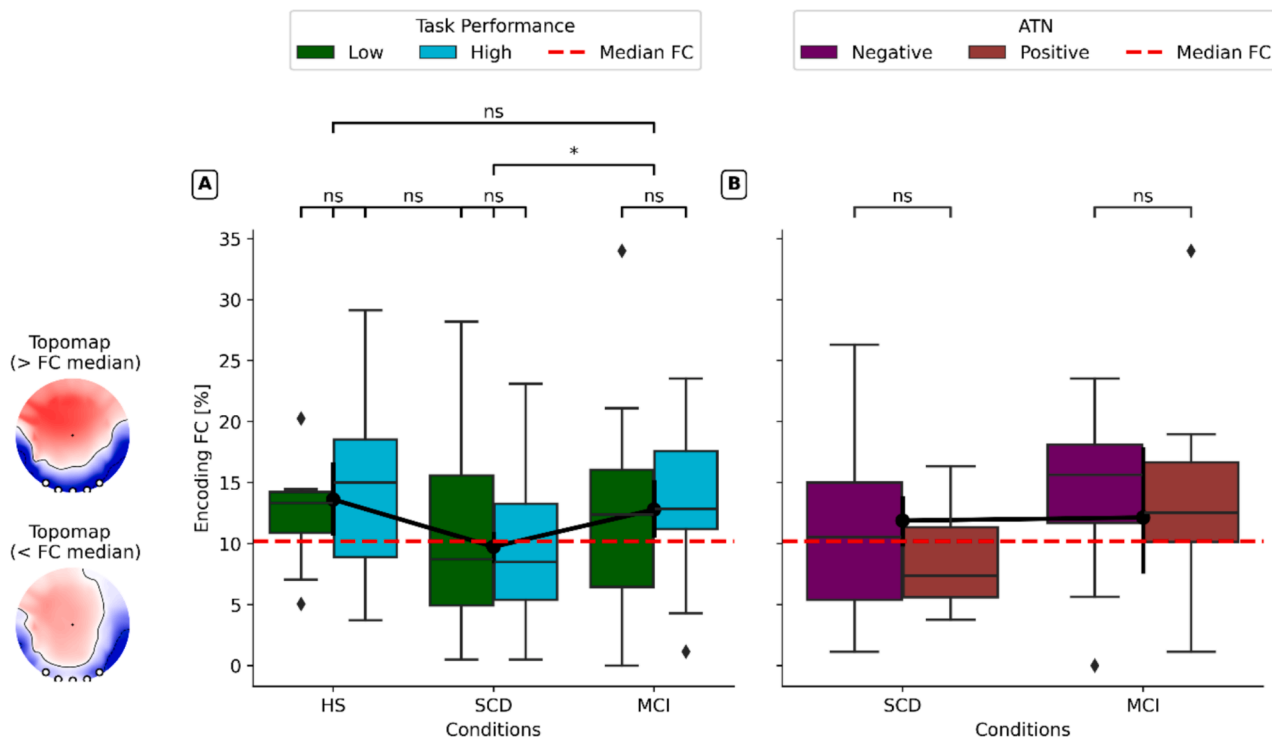 Task Performance
Low High Median FC
ATN
Negative Positive Median FC
ns
*
A
ns ns ns ns
B
ns ns
Topomap
(> FC median)
Topomap
(< FC median)
Encoding FC [%]
35
30
25
20
15
10
5
0
HS SCD MCI
Conditions
SCD MCI
Conditions